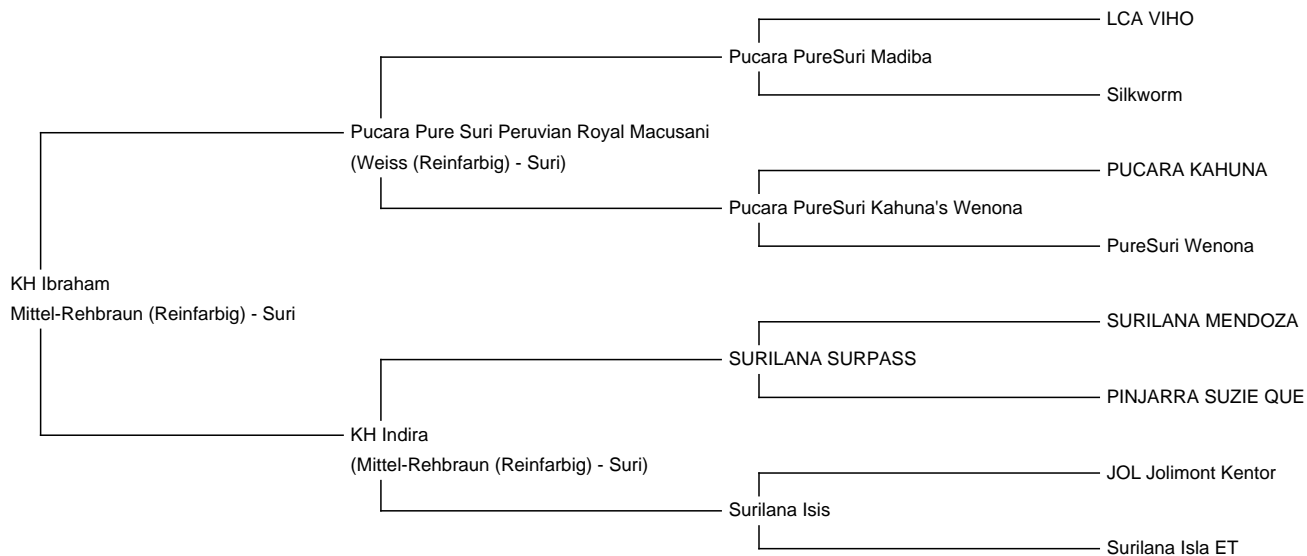 LCA VIHO
Pucara PureSuri Madiba
Silkworm
Pucara Pure Suri Peruvian Royal Macusani
(Weiss (Reinfarbig) - Suri)
PUCARA KAHUNA
Pucara PureSuri Kahuna's Wenona
PureSuri Wenona
KH Ibraham
Mittel-Rehbraun (Reinfarbig) - Suri
SURILANA MENDOZA
SURILANA SURPASS
PINJARRA SUZIE QUE
KH Indira
(Mittel-Rehbraun (Reinfarbig) - Suri)
JOL Jolimont Kentor
Surilana Isis
Surilana Isla ET